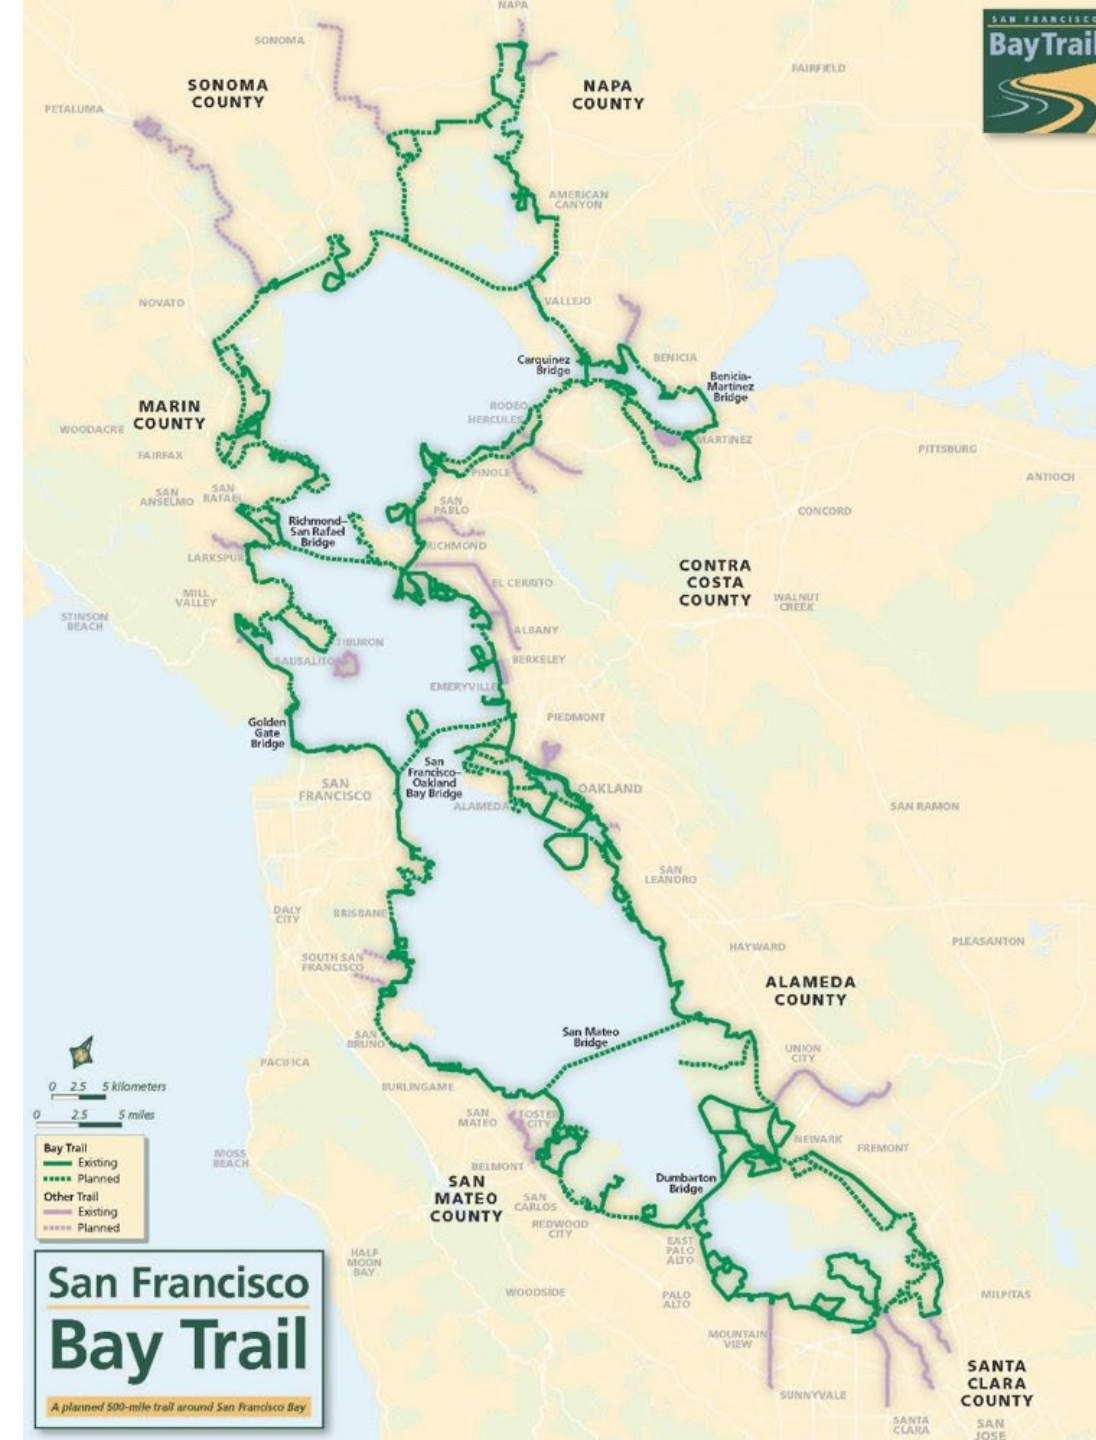 NAPA
SAN FRANCISCO
Bay Trail
SONOMA
FAIRFIELD
SONOMA
COUNTY
NAPA
COUNTY
PETALUMA
AMERICAN
CANYON
NOVATO
VALLEJO
Carquinez
Bridge
BENICIA
Benicia–
Martinez
Bridge
MARIN
COUNTY
RODEO
HERCULES
WOODACRE
MARTINEZ
FAIRFAX
PITTSBURG
PINOLE
ANTIOCH
SAN
ANSELMO
SAN
RAFAEL
SAN
PABLO
CONCORD
Richmond–
San Rafael
Bridge
RICHMOND
LARKSPUR
CONTRA
COSTA
COUNTY
EL CERRITO
MILL
VALLEY
WALNUT
CREEK
STINSON
BEACH
ALBANY
TIBURON
SAUSALITO
BERKELEY
EMERYVILLE
Golden
Gate
Bridge
PIEDMONT
San
Francisco–
Oakland
Bay Bridge
SAN
FRANCISCO
OAKLAND
ALAMEDA
SAN RAMON
SAN
LEANDRO
DALY
CITY
BRISBANE
HAYWARD
PLEASANTON
SOUTH SAN
FRANCISCO
ALAMEDA
COUNTY
SAN
BRUNO
San Mateo
Bridge
UNION
CITY
PACIFICA
BURLINGAME
0 2.5 5 kilometers
0 2.5 5 miles
SAN
MATEO
FOSTER
CITY
NEWARK
FREMONT
Bay Trail
Existing
Planned
Other Trail
Existing
Planned
MOSS
BEACH
BELMONT
Dumbarton
Bridge
SAN
MATEO
COUNTY
SAN
CARLOS
REDWOOD
CITY
EAST
PALO
ALTO
HALF
MOON
BAY
WOODSIDE
PALO
ALTO
MILPITAS
MOUNTAIN
VIEW
SUNNYVALE
SANTA
CLARA
COUNTY
SANTA
CLARA
SAN
JOSE
San Francisco
Bay Trail
A planned 500-mile trail around San Francisco Bay